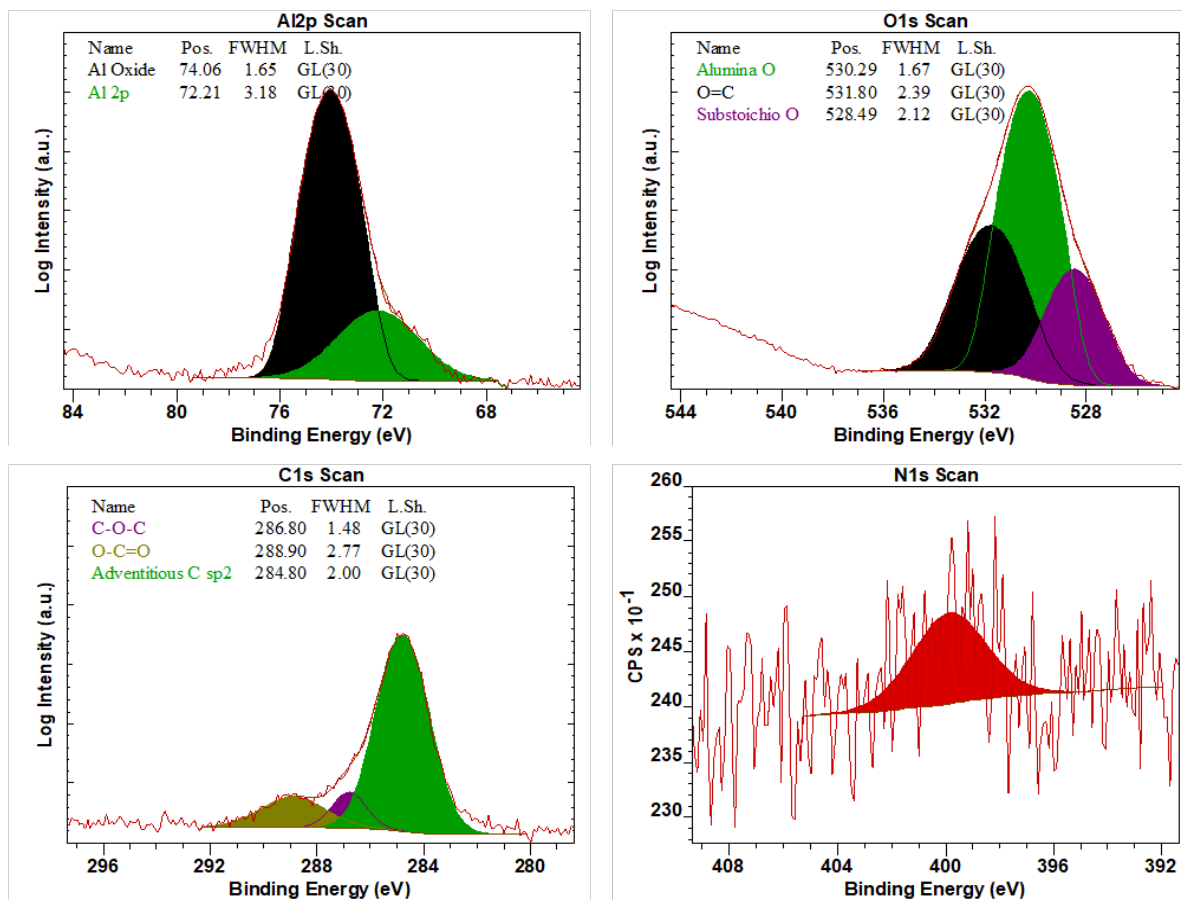 Al2p Scan
Name Pos. FWHM L.Sh.
Al Oxide 74.06 1.65 GL(30)
Al 2p 72.21 3.18 GL(30)
Log Intensity (a.u.)
84 80 76 72 68
Binding Energy (eV)
O1s Scan
Name Pos. FWHM L.Sh.
Alumina O 530.29 1.67 GL(30)
O=C 531.80 2.39 GL(30)
Substoichio O 528.49 2.12 GL(30)
Log Intensity (a.u.)
544 540 536 532 528
Binding Energy (eV)
C1s Scan
Name Pos. FWHM L.Sh.
C-O-C 286.80 1.48 GL(30)
O-C=O 288.90 2.77 GL(30)
Adventitious C sp2 284.80 2.00 GL(30)
Log Intensity (a.u.)
296 292 288 284 280
Binding Energy (eV)
N1s Scan
260
255
250
245
240
235
230
CPS x 10⁻¹
408 404 400 396 392
Binding Energy (eV)